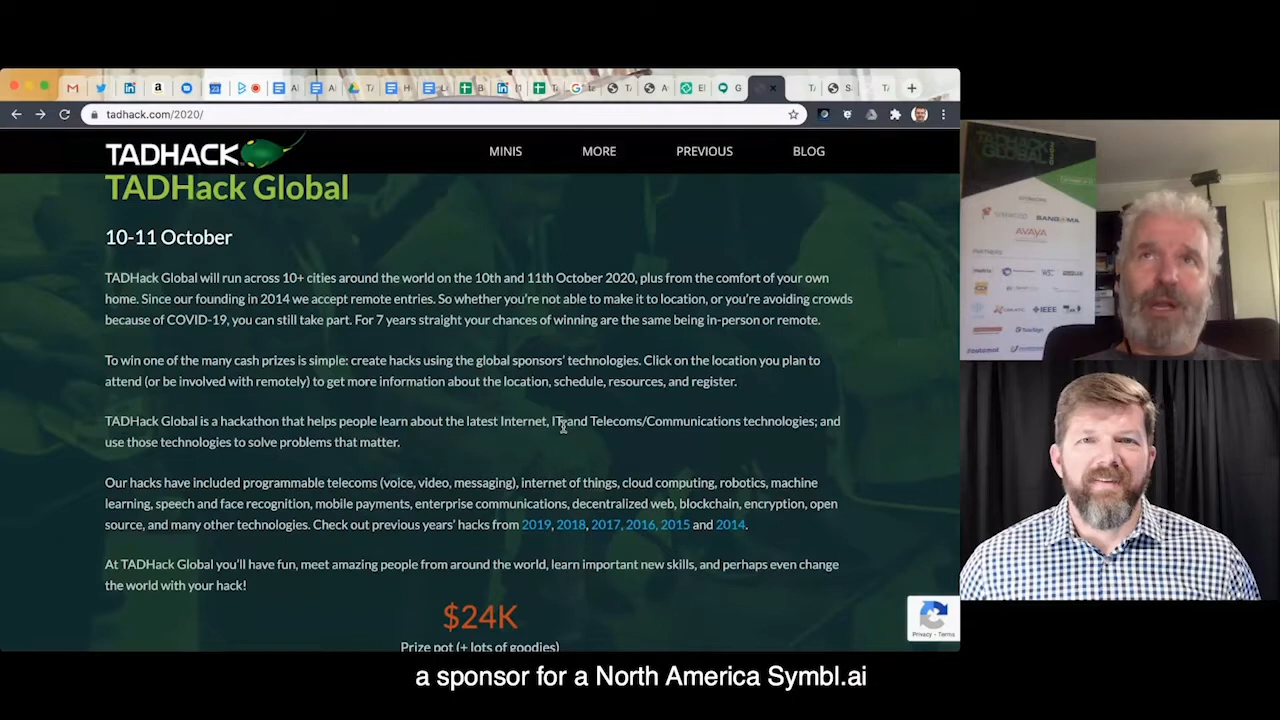 tadhack.com/2020/
TADHACK
MINIS
MORE
PREVIOUS
BLOG
TADHack Global
10-11 October
TADHack Global will run across 10+ cities around the world on the 10th and 11th October 2020, plus from the comfort of your own
home. Since our founding in 2014 we accept remote entries. So whether you're not able to make it to location, or you're avoiding crowds
because of COVID-19, you can still take part. For 7 years straight your chances of winning are the same being in-person or remote.
To win one of the many cash prizes is simple: create hacks using the global sponsors' technologies. Click on the location you plan to
attend (or be involved with remotely) to get more information about the location, schedule, resources, and register.
TADHack Global is a hackathon that helps people learn about the latest Internet, IT and Telecoms/Communications technologies; and
use those technologies to solve problems that matter.
Our hacks have included programmable telecoms (voice, video, messaging), internet of things, cloud computing, robotics, machine
learning, speech and face recognition, mobile payments, enterprise communications, decentralized web, blockchain, encryption, open
source, and many other technologies. Check out previous years' hacks from 2019, 2018, 2017, 2016, 2015 and 2014.
At TADHack Global you'll have fun, meet amazing people from around the world, learn important new skills, and perhaps even change
the world with your hack!
$24K
Prize pot (+ lots of goodies)
Privacy - Terms
TADHACK
GLOBAL
SANGOMA
AVAYA
PARTNERS
IEEE
a sponsor for a North America Symbl.ai